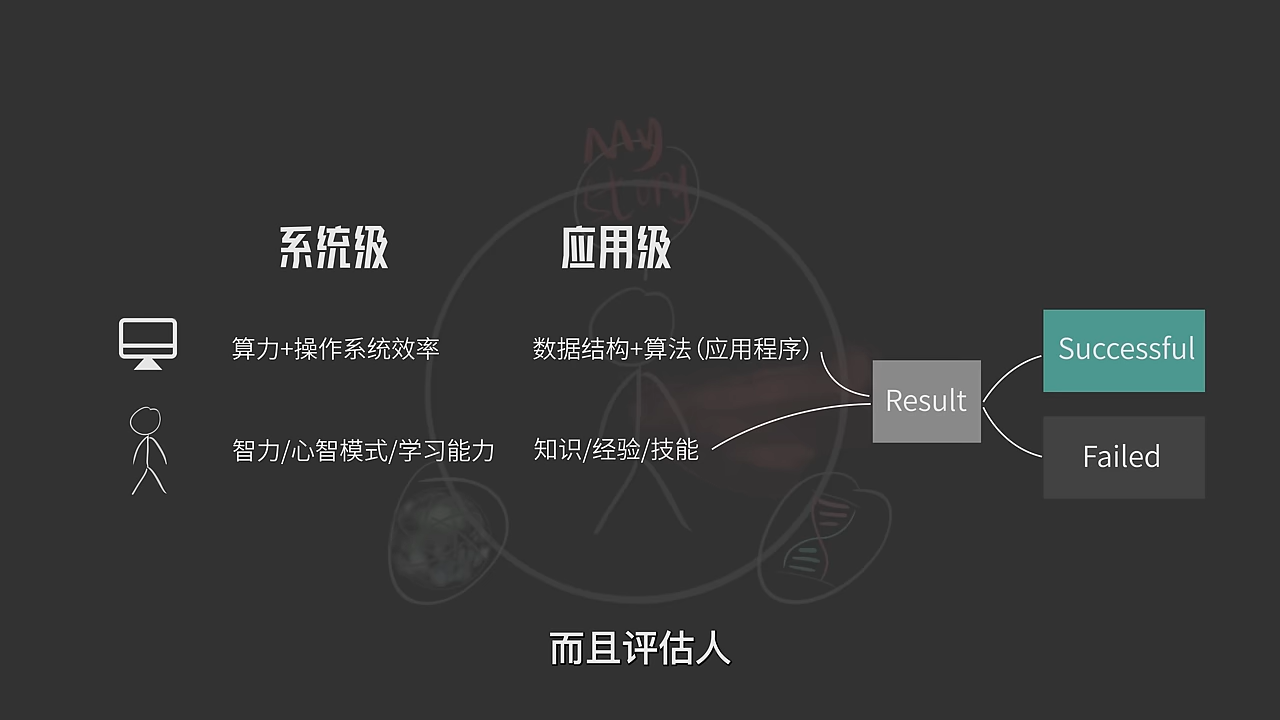 My
story
系统级
应用级
算力+操作系统效率
数据结构+算法(应用程序)
智力/心智模式/学习能力
知识/经验/技能
Result
Successful
Failed
而且评估人